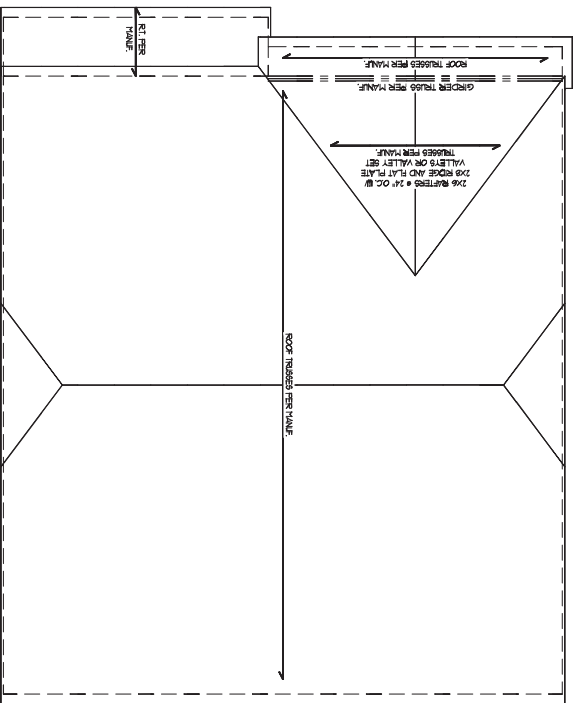 R.T. PER
MANUF.
ROOF TRUSSES PER MANUF.
GIRDER TRUSS PER MANUF.
2X6 RAFTERS @ 24" O.C. W/
2X8 RIDGE AND FLAT PLATE
VALLEYS OR VALLEY SET
TRUSSES PER MANUF.
ROOF TRUSSES PER MANUF.